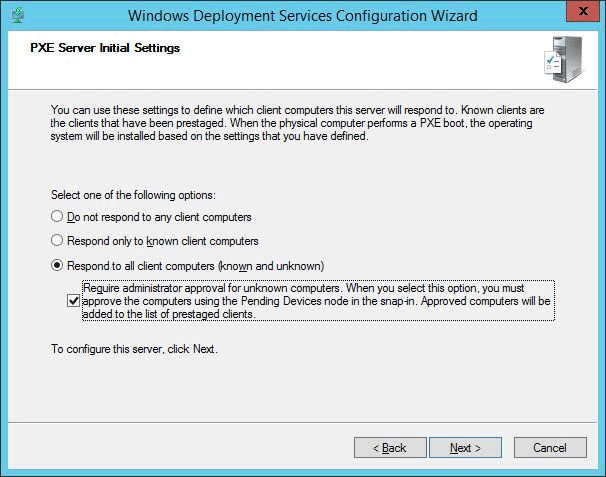 Windows Deployment Services Configuration Wizard
x
PXE Server Initial Settings
You can use these settings to define which client computers this server will respond to. Known clients are
the clients that have been prestaged. When the physical computer performs a PXE boot, the operating
system will be installed based on the settings that you have defined.
Select one of the following options:
Do not respond to any client computers
Respond only to known client computers
Respond to all client computers (known and unknown)
Require administrator approval for unknown computers. When you select this option, you must
approve the computers using the Pending Devices node in the snap-in. Approved computers will be
added to the list of prestaged clients.
To configure this server, click Next.
< Back Next > Cancel